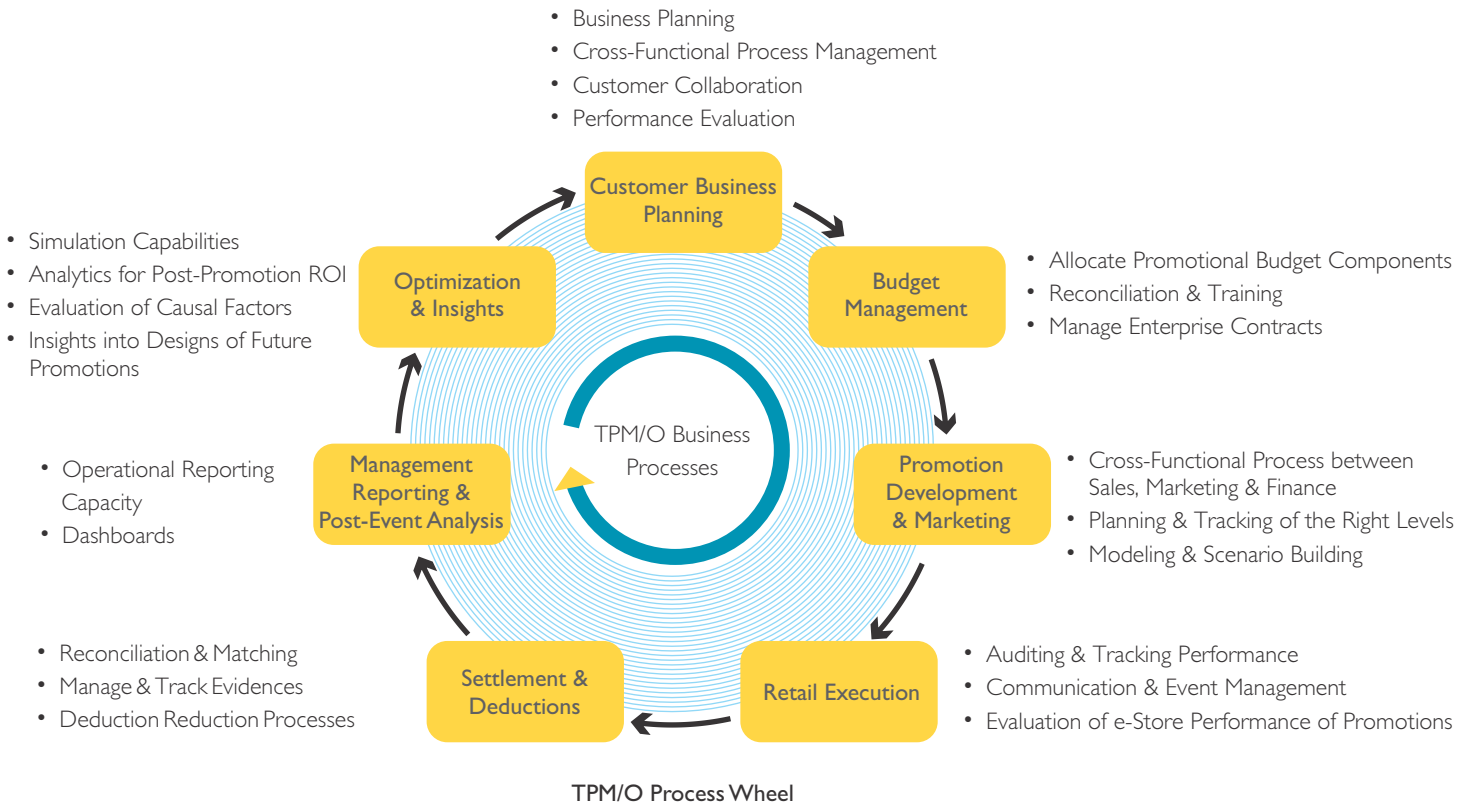 • Business Planning
• Cross-Functional Process Management
• Customer Collaboration
• Performance Evaluation
Customer Business
Planning
Budget
Management
• Allocate Promotional Budget Components
• Reconciliation & Training
• Manage Enterprise Contracts
Promotion
Development
& Marketing
• Cross-Functional Process between
Sales, Marketing & Finance
• Planning & Tracking of the Right Levels
• Modeling & Scenario Building
Retail Execution
• Auditing & Tracking Performance
• Communication & Event Management
• Evaluation of e-Store Performance of Promotions
Settlement &
Deductions
• Reconciliation & Matching
• Manage & Track Evidences
• Deduction Reduction Processes
Management
Reporting &
Post-Event Analysis
• Operational Reporting
Capacity
• Dashboards
Optimization
& Insights
• Simulation Capabilities
• Analytics for Post-Promotion ROI
• Evaluation of Causal Factors
• Insights into Designs of Future
Promotions
TPM/O Business
Processes
TPM/O Process Wheel